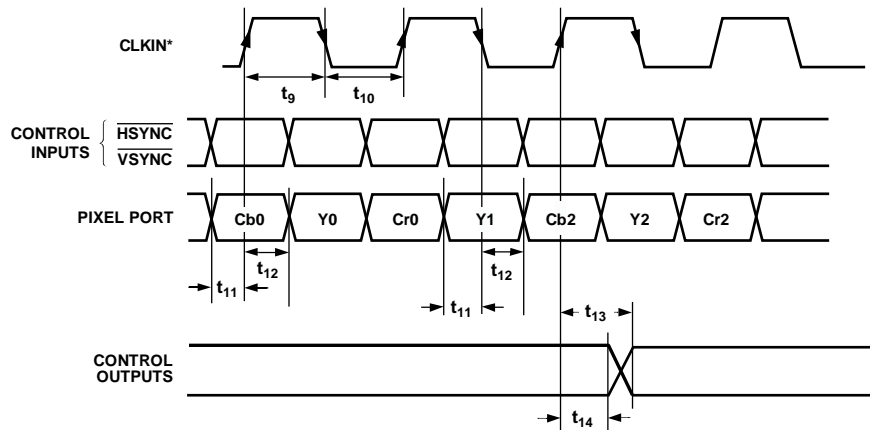 CLKIN*
t9
t10
CONTROL INPUTS
HSYNC
VSYNC
PIXEL PORT
Cb0
Y0
Cr0
Y1
Cb2
Y2
Cr2
t12
t12
t11
t11
t13
CONTROL OUTPUTS
t14